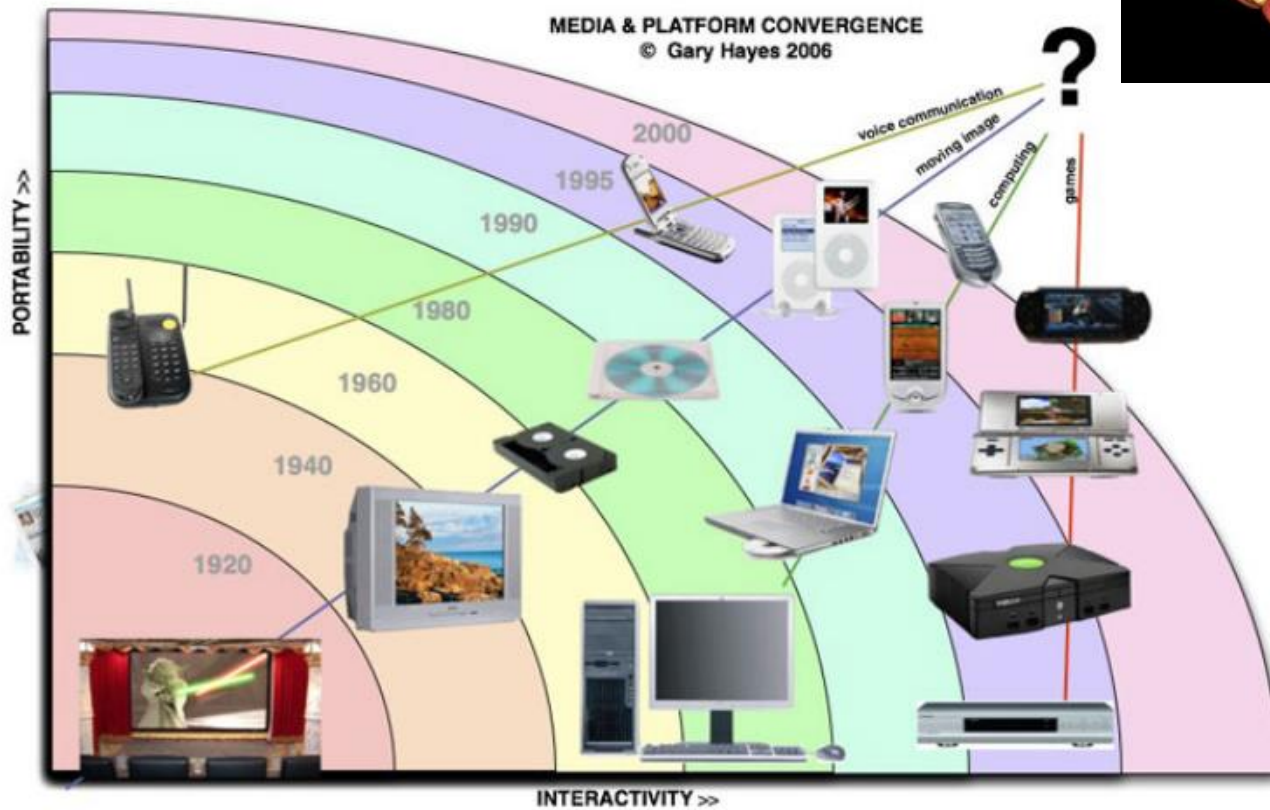 MEDIA & PLATFORM CONVERGENCE
© Gary Hayes 2006
?
voice communication
moving image
computing
games
2000
1995
1990
1980
1960
1940
1920
PORTABILITY >>
INTERACTIVITY >>